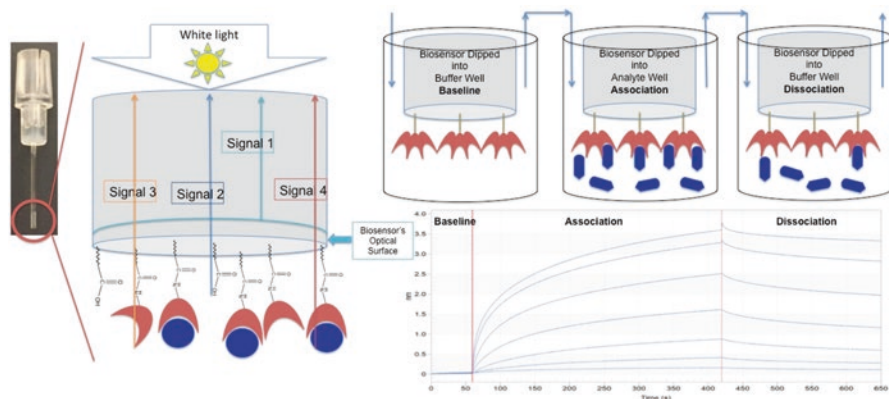 White light
Signal 1
Signal 3
Signal 2
Signal 4
Biosensor's
Optical
Surface
Biosensor Dipped
into
Buffer Well
Baseline
Biosensor Dipped
into
Analyte Well
Association
Biosensor Dipped
into
Buffer Well
Dissociation
Baseline
Association
Dissociation
4.0
3.5
3.0
2.5
2.0
1.5
1.0
0.5
0
0
50
100
150
200
250
300
350
400
450
500
550
600
650
Time (s)
HO